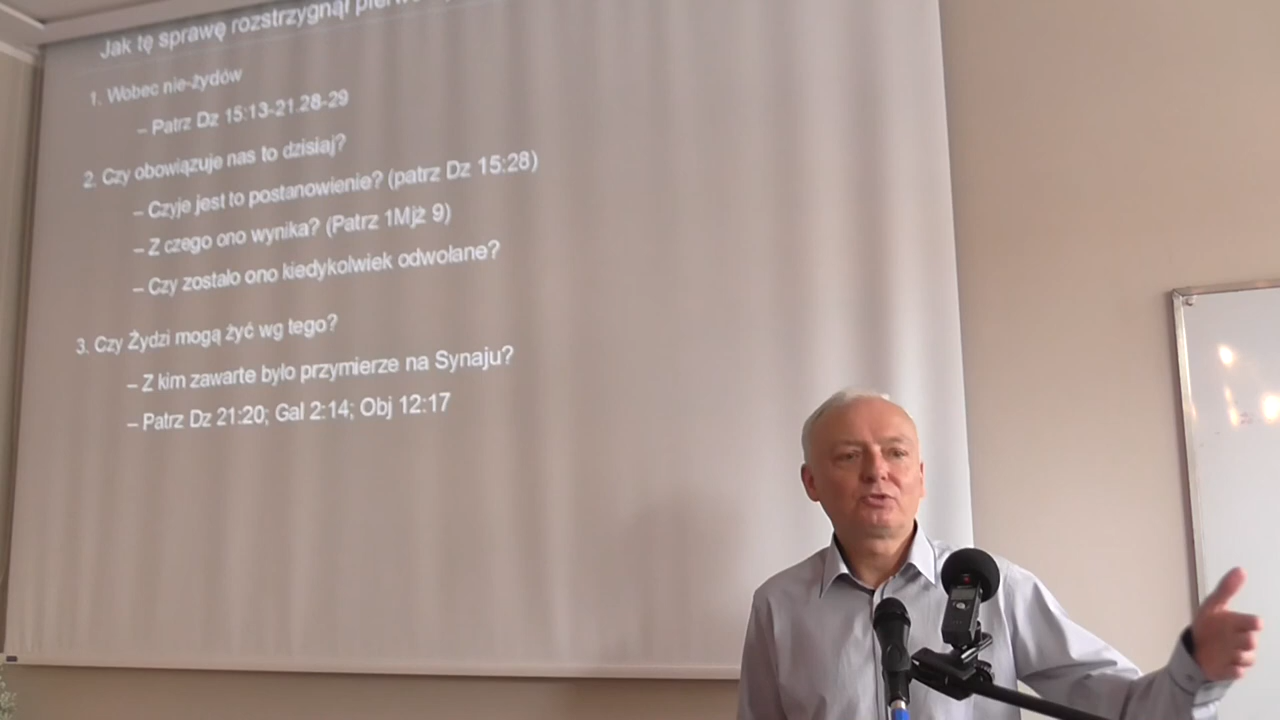 Jak tę sprawę rozstrzygnął
1. Wobec nie-żydów
– Patrz Dz 15:13-21.28-29
2. Czy obowiązuje nas to dzisiaj?
– Czyje jest to postanowienie? (patrz Dz 15:28)
– Z czego ono wynika? (Patrz 1Mjż 9)
– Czy zostało ono kiedykolwiek odwołane?
3. Czy Żydzi mogą żyć wg tego?
– Z kim zawarte było przymierze na Synaju?
– Patrz Dz 21:20; Gal 2:14; Obj 12:17